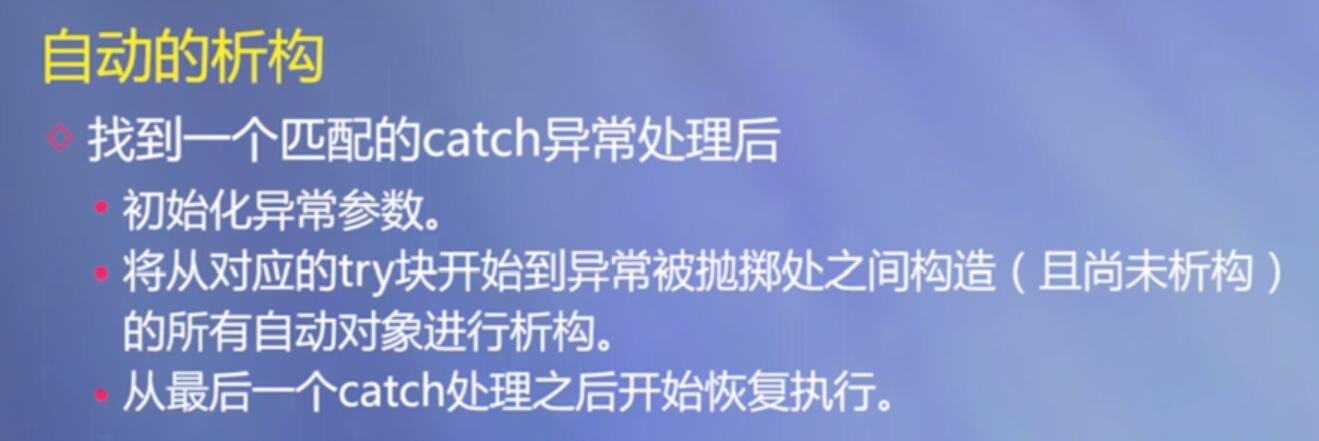 自动的析构
找到一个匹配的catch异常处理后
初始化异常参数。
将从对应的try块开始到异常被抛掷处之间构造（且尚未析构）
的所有自动对象进行析构。
从最后一个catch处理之后开始恢复执行。